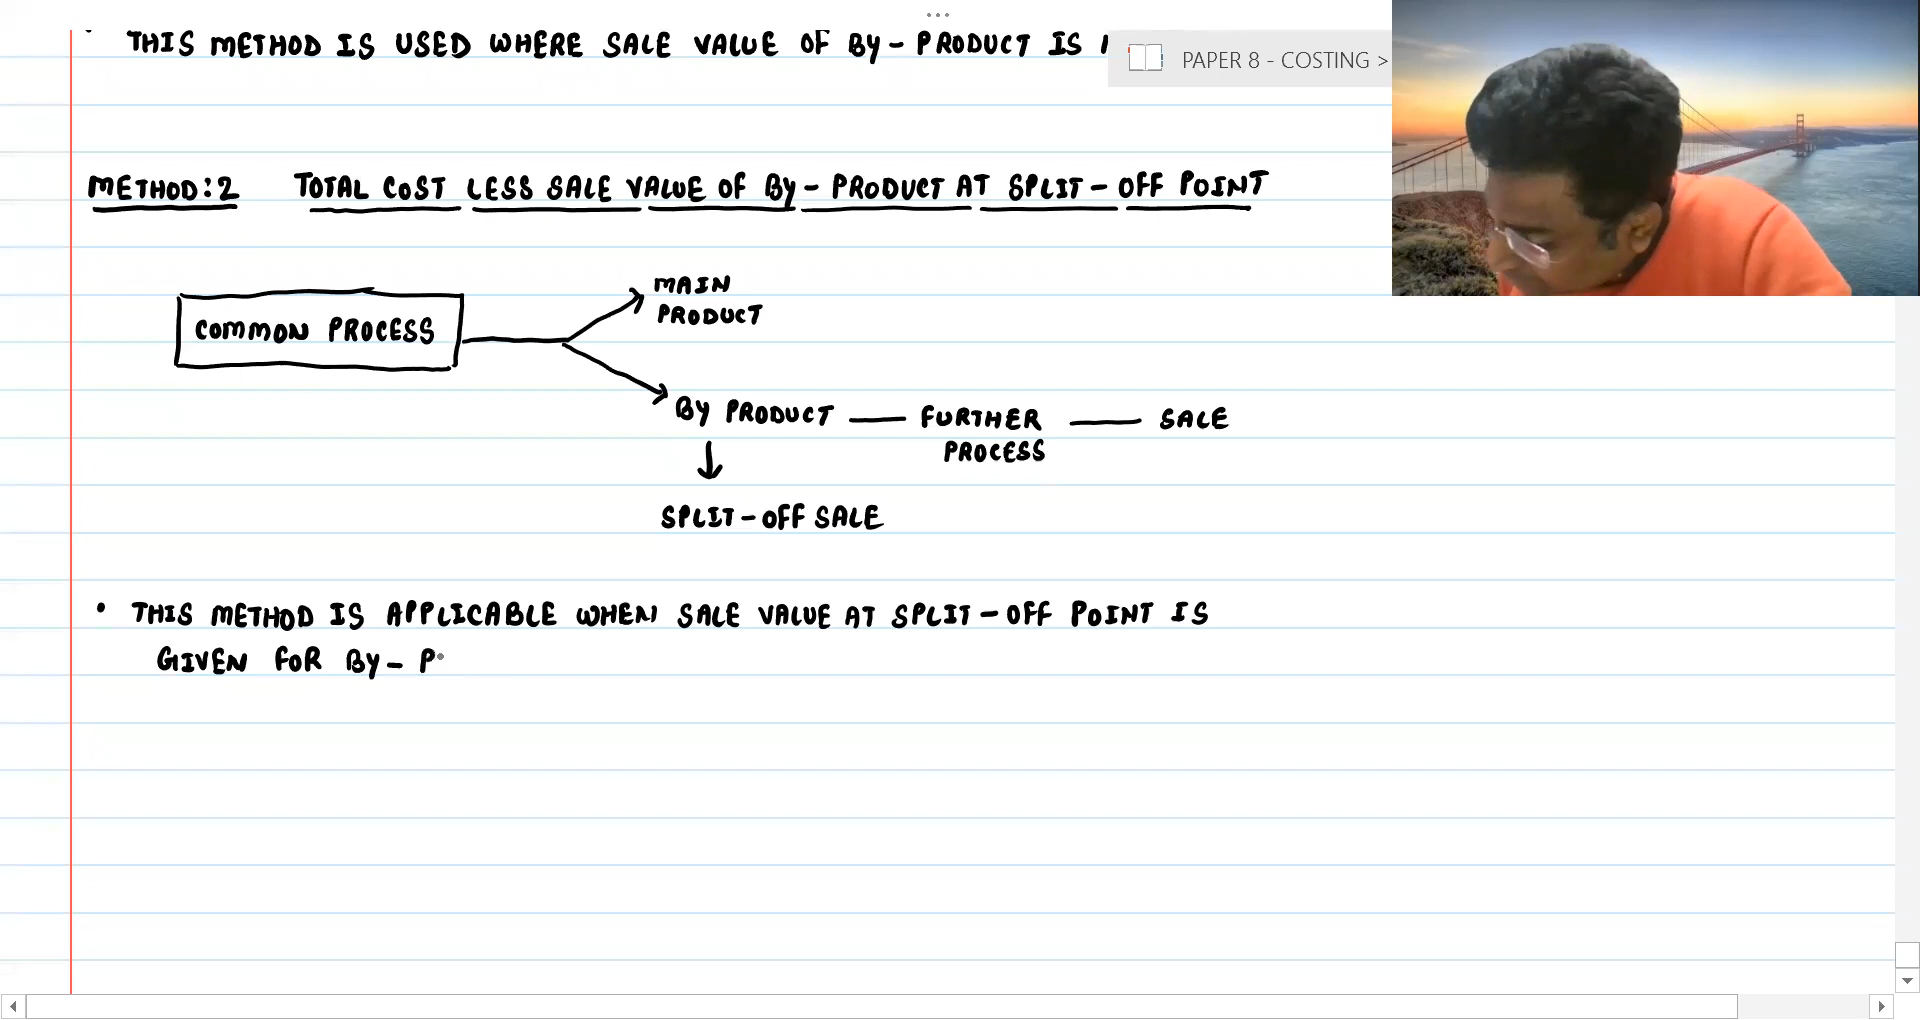 THIS METHOD IS USED WHERE SALE VALUE OF BY-PRODUCT IS
PAPER 8 - COSTING >
METHOD:2 TOTAL COST LESS SALE VALUE OF BY-PRODUCT AT SPLIT-OFF POINT
MAIN
PRODUCT
COMMON PROCESS
BY PRODUCT — FURTHER — SALE
PROCESS
↓
SPLIT-OFF SALE
• THIS METHOD IS APPLICABLE WHEN SALE VALUE AT SPLIT-OFF POINT IS
GIVEN FOR BY- P